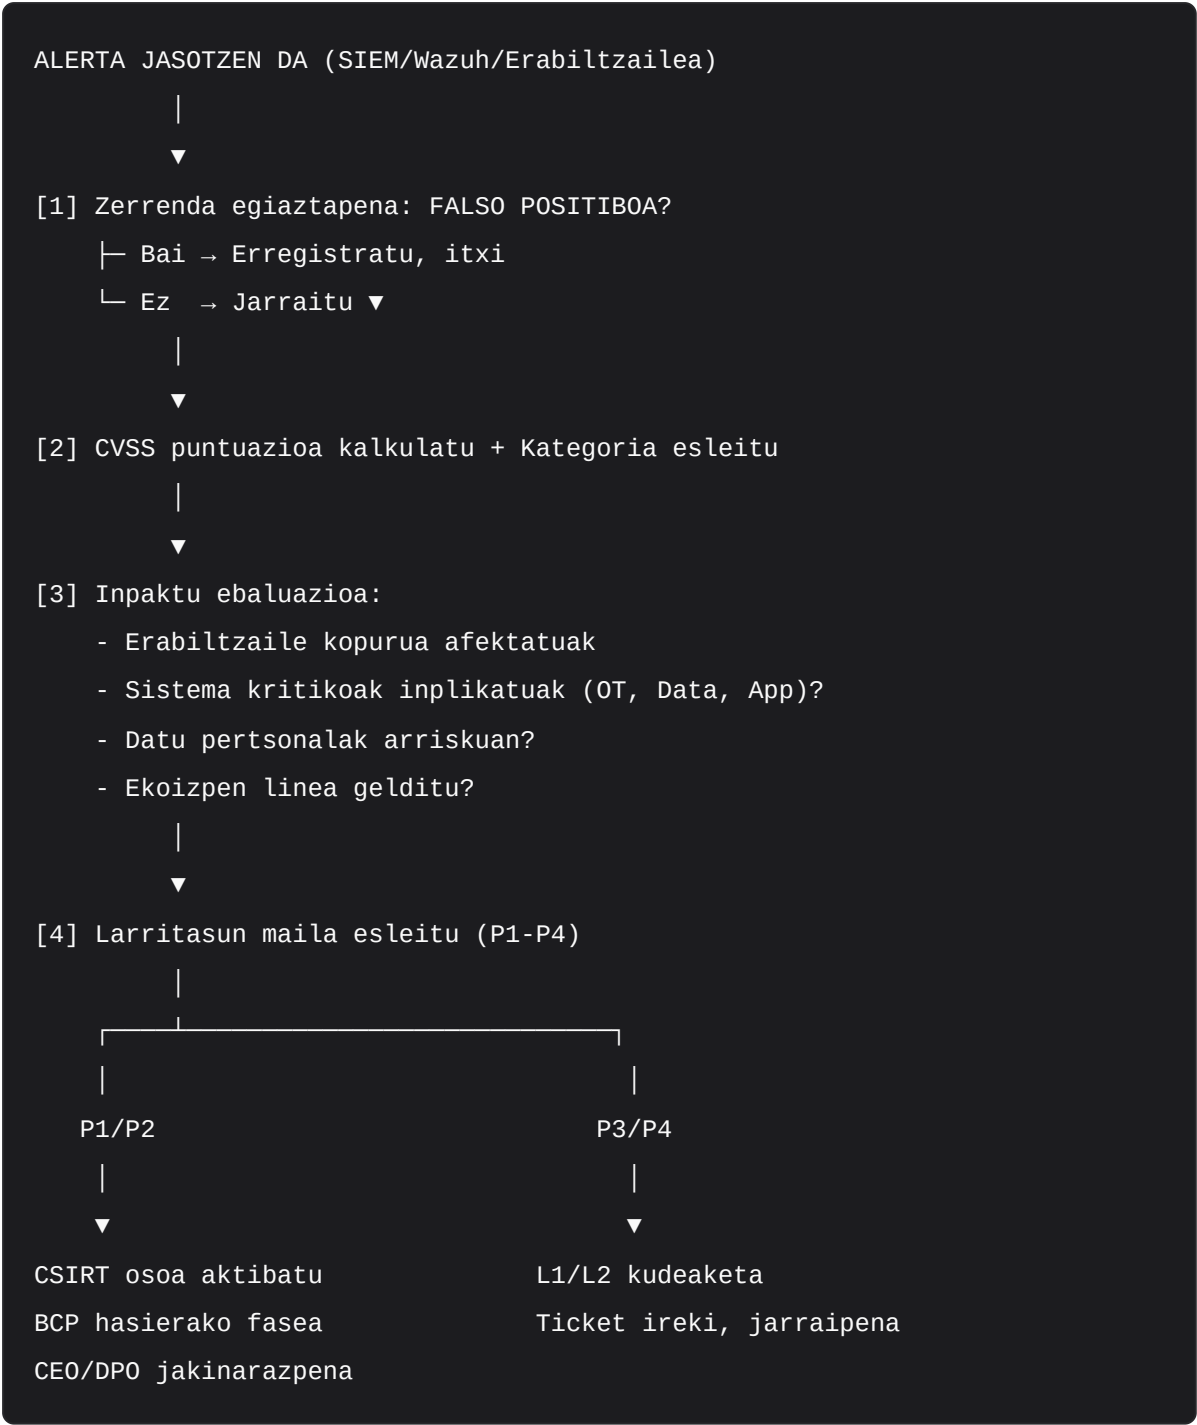 ALERTA JASOTZEN DA (SIEM/Wazuh/Erabiltzailea)
│
▼
[1] Zerrenda egiaztapena: FALSO POSITIBOA?
├─ Bai → Erregistratu, itxi
└─ Ez  → Jarraitu ▼
│
▼
[2] CVSS puntuazioa kalkulatu + Kategoria esleitu
│
▼
[3] Inpaktu ebaluazioa:
- Erabiltzaile kopurua afektatuak
- Sistema kritikoak inplikatuak (OT, Data, App)?
- Datu pertsonalak arriskuan?
- Ekoizpen linea gelditu?
│
▼
[4] Larritasun maila esleitu (P1-P4)
│
┌────┴────────────────────────────┐
│                                  │
P1/P2                             P3/P4
│                                  │
▼                                  ▼
CSIRT osoa aktibatu              L1/L2 kudeaketa
BCP hasierako fasea              Ticket ireki, jarraipena
CEO/DPO jakinarazpena